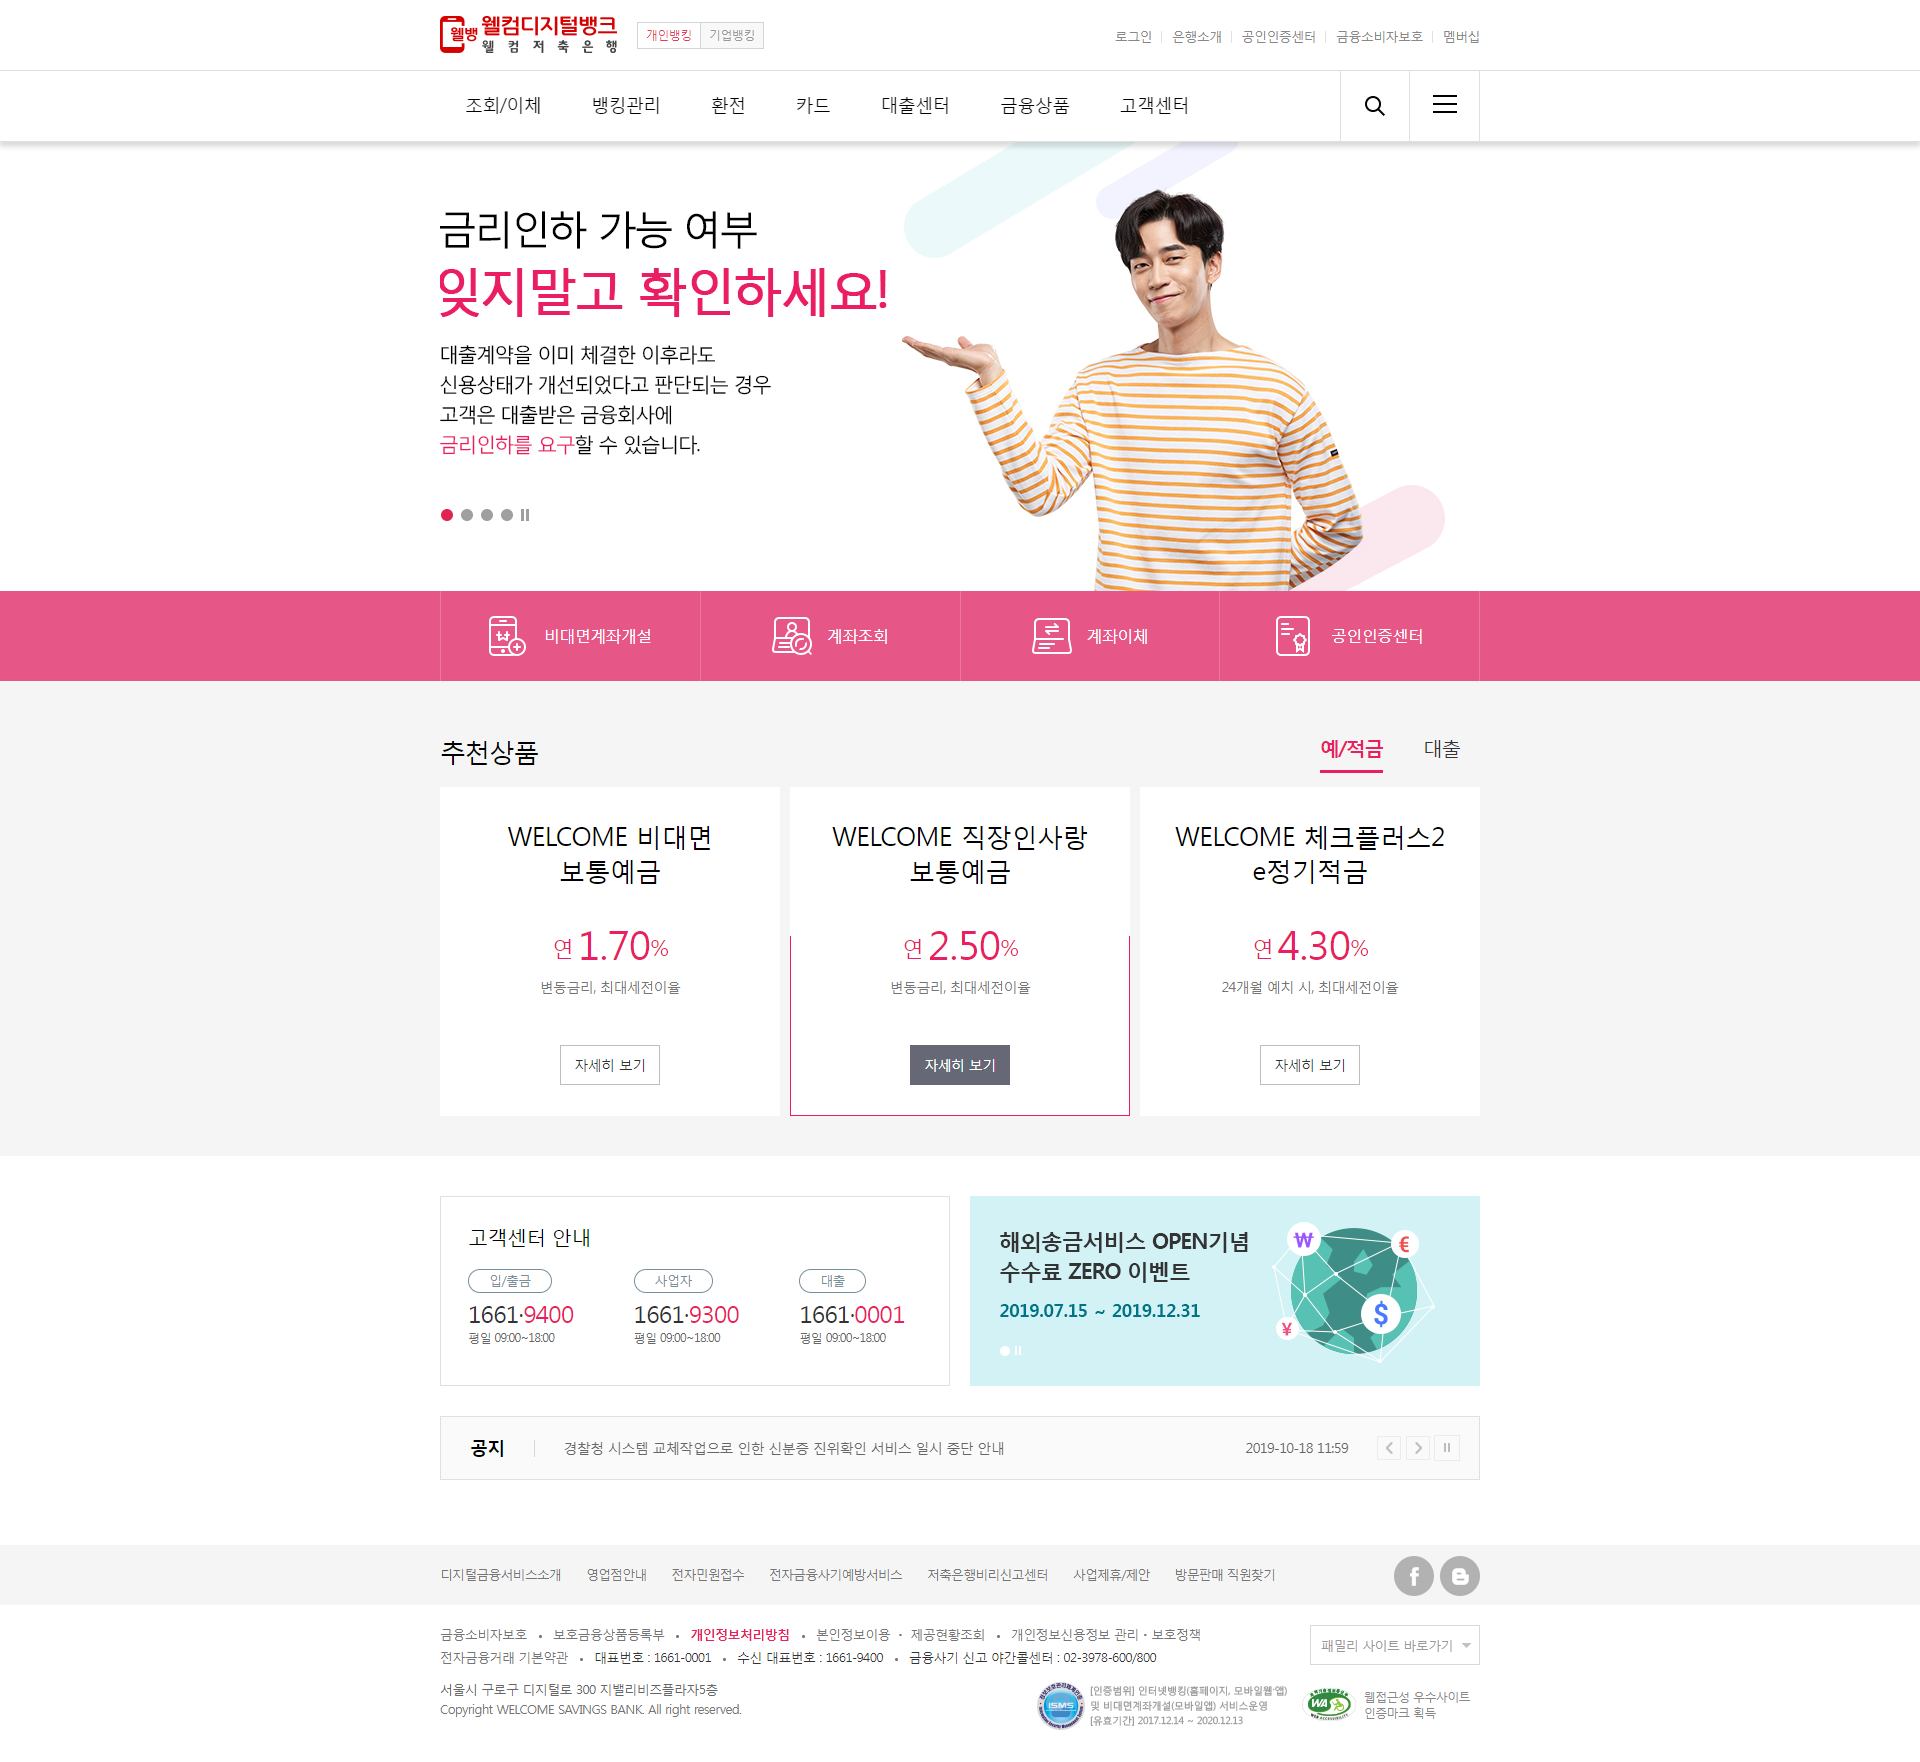 웰뱅 웰컴디지털뱅크
웰컴저축은행
개인뱅킹 기업뱅킹
로그인 은행소개 공인인증센터 금융소비자보호 멤버십
조회/이체 뱅킹관리 환전 카드 대출센터 금융상품 고객센터
금리인하 가능 여부
잊지말고 확인하세요!
대출계약을 이미 체결한 이후라도
신용상태가 개선되었다고 판단되는 경우
고객은 대출받은 금융회사에
금리인하를 요구할 수 있습니다.
비대면계좌개설 계좌조회 계좌이체 공인인증센터
추천상품
예/적금 대출
WELCOME 비대면
보통예금
연 1.70%
변동금리, 최대세전이율
자세히 보기
WELCOME 직장인사랑
보통예금
연 2.50%
변동금리, 최대세전이율
자세히 보기
WELCOME 체크플러스2
e정기적금
연 4.30%
24개월 예치 시, 최대세전이율
자세히 보기
고객센터 안내
입/출금 사업자 대출
1661·9400 1661·9300 1661·0001
평일 09:00~18:00 평일 09:00~18:00 평일 09:00~18:00
해외송금서비스 OPEN기념
수수료 ZERO 이벤트
2019.07.15 ~ 2019.12.31
₩ € ¥ $
공지 경찰청 시스템 교체작업으로 인한 신분증 진위확인 서비스 일시 중단 안내 2019-10-18 11:59
디지털금융서비스소개 영업점안내 전자민원접수 전자금융사기예방서비스 저축은행비리신고센터 사업제휴/제안 방문판매 직원찾기
금융소비자보호 • 보호금융상품등록부 • 개인정보처리방침 • 본인정보이용 · 제공현황조회 • 개인정보신용정보 관리 · 보호정책
전자금융거래 기본약관 • 대표번호 : 1661-0001 • 수신 대표번호 : 1661-9400 • 금융사기 신고 야간콜센터 : 02-3978-600/800
패밀리 사이트 바로가기
서울시 구로구 디지털로 300 지밸리비즈플라자5층
Copyright WELCOME SAVINGS BANK. All right reserved.
ISMS
[인증범위] 인터넷뱅킹(홈페이지, 모바일웹·앱)
및 비대면계좌개설(모바일앱) 서비스운영
[유효기간] 2017.12.14 ~ 2020.12.13
WA
웹접근성 우수사이트
인증마크 획득